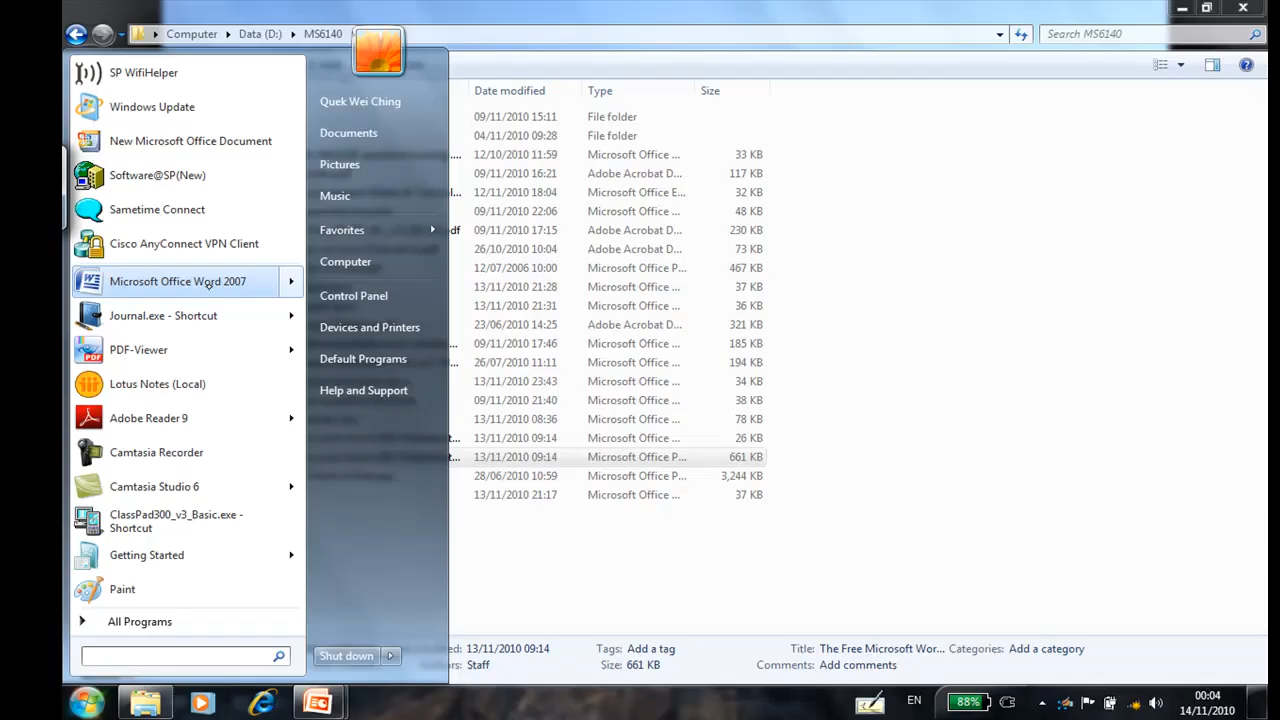 Computer Data (D:) MS6140
Search MS6140
SP WifiHelper
Windows Update
New Microsoft Office Document
Software@SP(New)
Sametime Connect
Cisco AnyConnect VPN Client
Microsoft Office Word 2007
Journal.exe - Shortcut
PDF-Viewer
Lotus Notes (Local)
Adobe Reader 9
Camtasia Recorder
Camtasia Studio 6
ClassPad300_v3_Basic.exe -
Shortcut
Getting Started
Paint
All Programs
Quek Wei Ching
Documents
Pictures
Music
Favorites
Computer
Control Panel
Devices and Printers
Default Programs
Help and Support
Shut down
Date modified Type Size
09/11/2010 15:11 File folder
04/11/2010 09:28 File folder
... 12/10/2010 11:59 Microsoft Office ... 33 KB
09/11/2010 16:21 Adobe Acrobat D... 117 KB
l... 12/11/2010 18:04 Microsoft Office E... 32 KB
09/11/2010 22:06 Microsoft Office ... 48 KB
df 09/11/2010 17:15 Adobe Acrobat D... 230 KB
26/10/2010 10:04 Adobe Acrobat D... 73 KB
12/07/2006 10:00 Microsoft Office P... 467 KB
13/11/2010 21:28 Microsoft Office ... 37 KB
13/11/2010 21:31 Microsoft Office ... 36 KB
23/06/2010 14:25 Adobe Acrobat D... 321 KB
... 09/11/2010 17:46 Microsoft Office ... 185 KB
... 26/07/2010 11:11 Microsoft Office ... 194 KB
13/11/2010 23:43 Microsoft Office ... 34 KB
09/11/2010 21:40 Microsoft Office ... 38 KB
13/11/2010 08:36 Microsoft Office ... 78 KB
t... 13/11/2010 09:14 Microsoft Office ... 26 KB
t... 13/11/2010 09:14 Microsoft Office P... 661 KB
28/06/2010 10:59 Microsoft Office P... 3,244 KB
13/11/2010 21:17 Microsoft Office ... 37 KB
13/11/2010 09:14 Tags: Add a tag Title: The Free Microsoft Wor... Categories: Add a category
Staff Size: 661 KB Comments: Add comments
EN 88% 00:04
14/11/2010